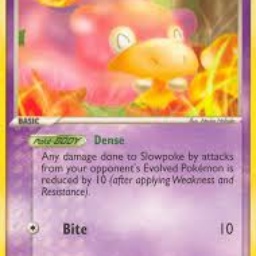 BASIC
Poké-BODY Dense
Any damage done to Slowpoke by attacks
from your opponent's Evolved Pokémon is
reduced by 10 (after applying Weakness and
Resistance).
Bite 10